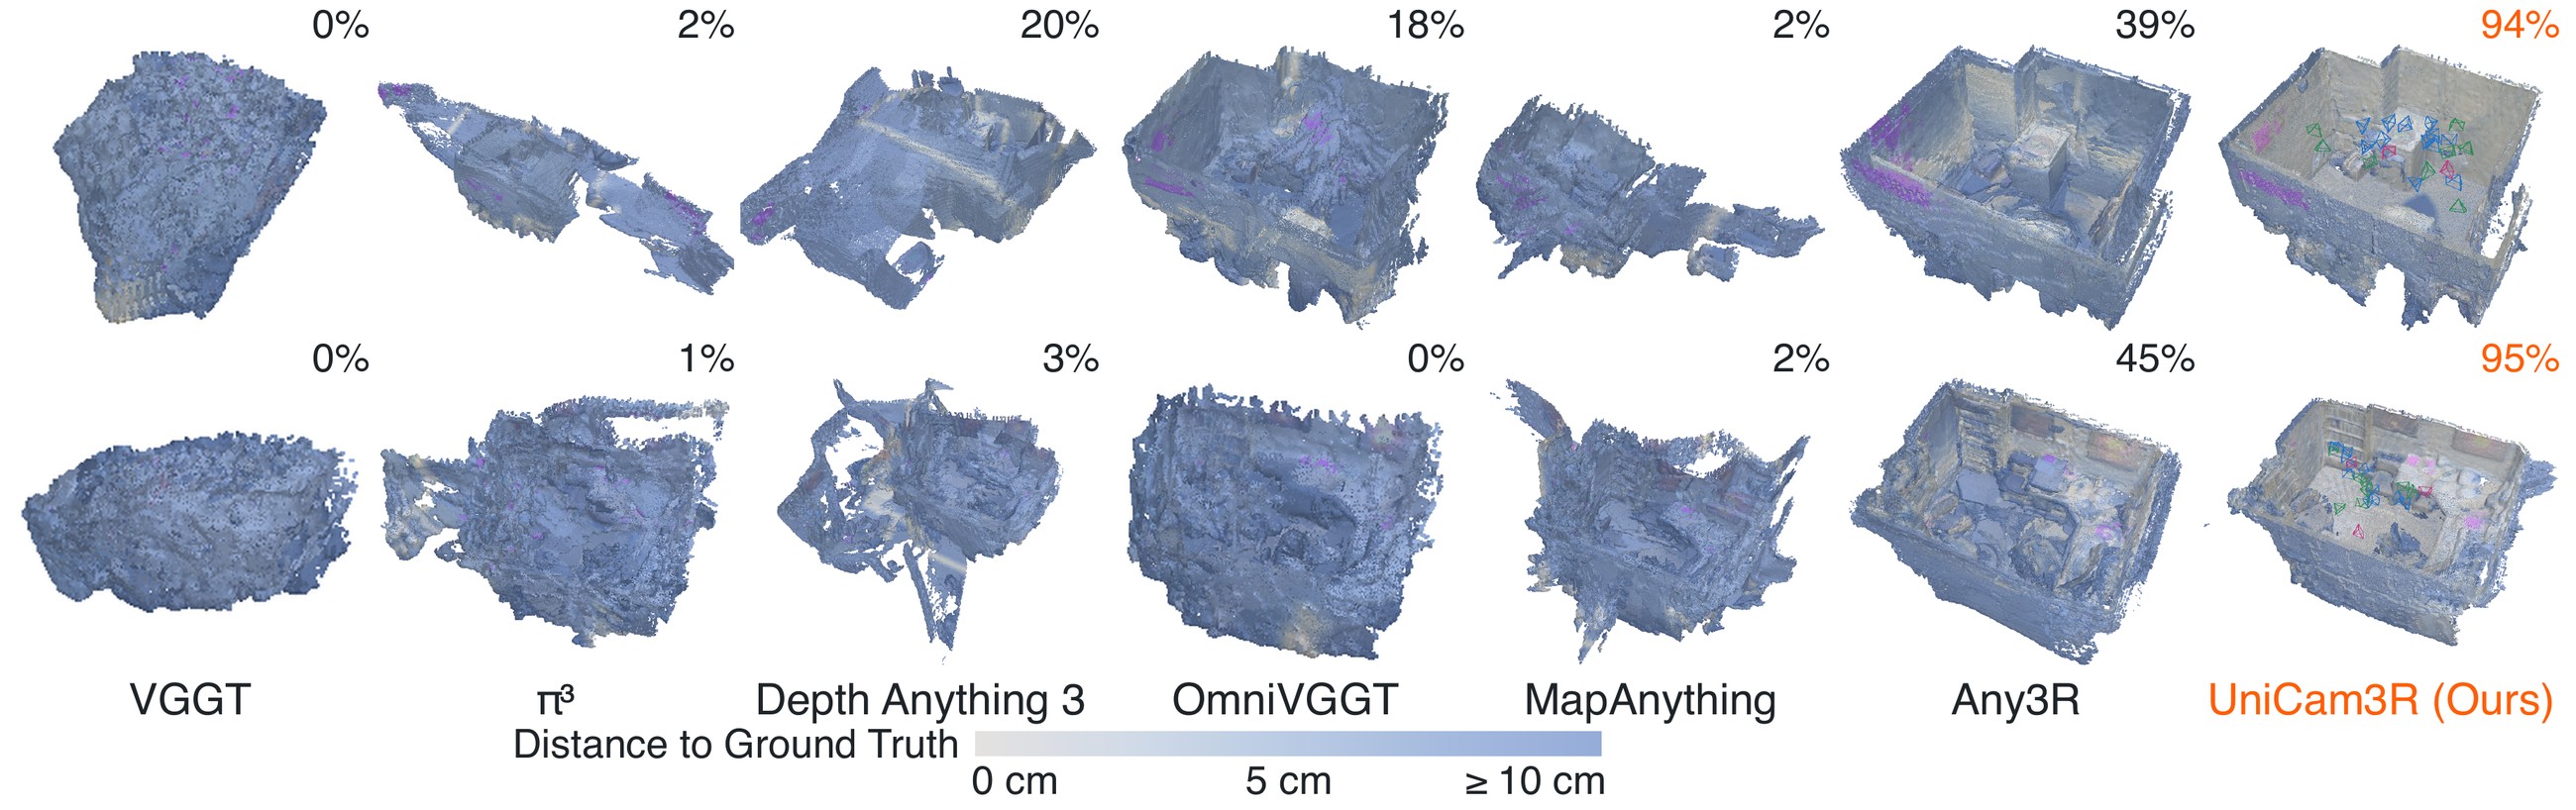 0% 2% 20% 18% 2% 39% 94%
0% 1% 3% 0% 2% 45% 95%
VGGT π³ Depth Anything 3 OmniVGGT MapAnything Any3R UniCam3R (Ours)
Distance to Ground Truth
0 cm 5 cm ≥ 10 cm